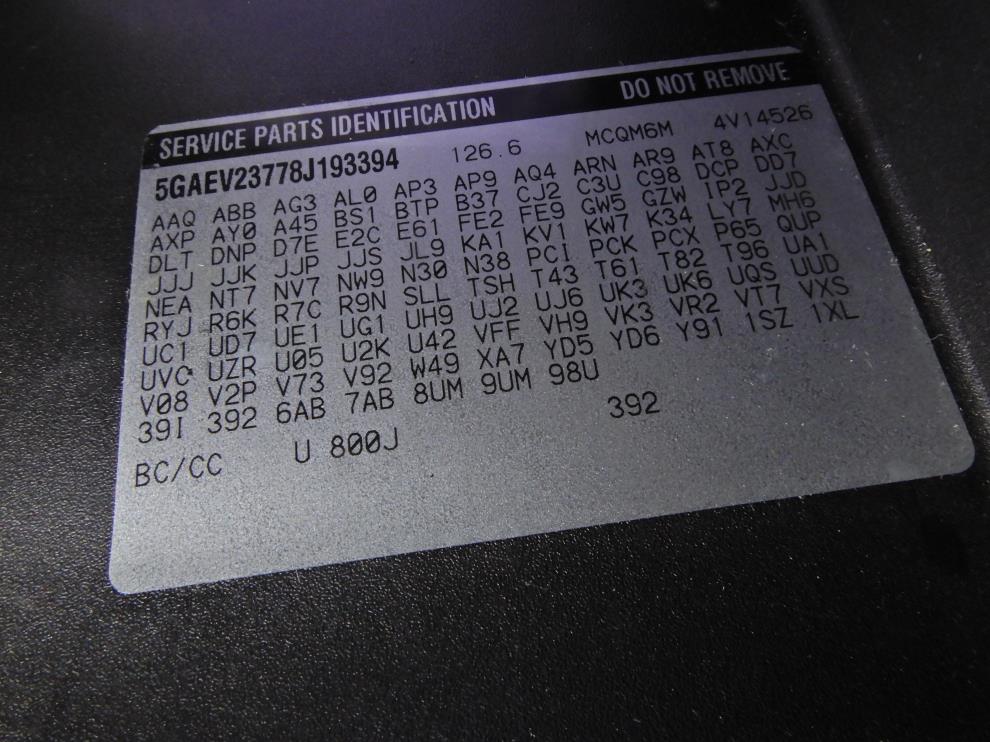 SERVICE PARTS IDENTIFICATION DO NOT REMOVE
5GAEV23778J193394 126.6 MCQM6M 4V14526
AAQ ABB AG3 AL0 AP3 AP9 AQ4 ARN AR9 AT8 AXC
AXP AY0 A45 BS1 BTP B37 CJ2 C3U C98 DCP DD7
DLT DNP D7E E2C E61 FE2 FE9 GW5 GZW IP2 JJD
JJJ JJK JJP JJS JL9 KA1 KV1 KW7 K34 LY7 MH6
NEA NT7 NV7 NW9 N30 N38 PCI PCK PCX P65 QUP
RYJ R6K R7C R9N SLL TSH T43 T61 T82 T96 UA1
UC1 UD7 UE1 UG1 UH9 UJ2 UJ6 UK3 UK6 UQS UUD
UVC UZR U05 U2K U42 VFF VH9 VK3 VR2 VT7 VXS
V08 V2P V73 V92 W49 XA7 YD5 YD6 Y91 1SZ 1XL
39I 392 6AB 7AB 8UM 9UM 98U
BC/CC U 800J 392